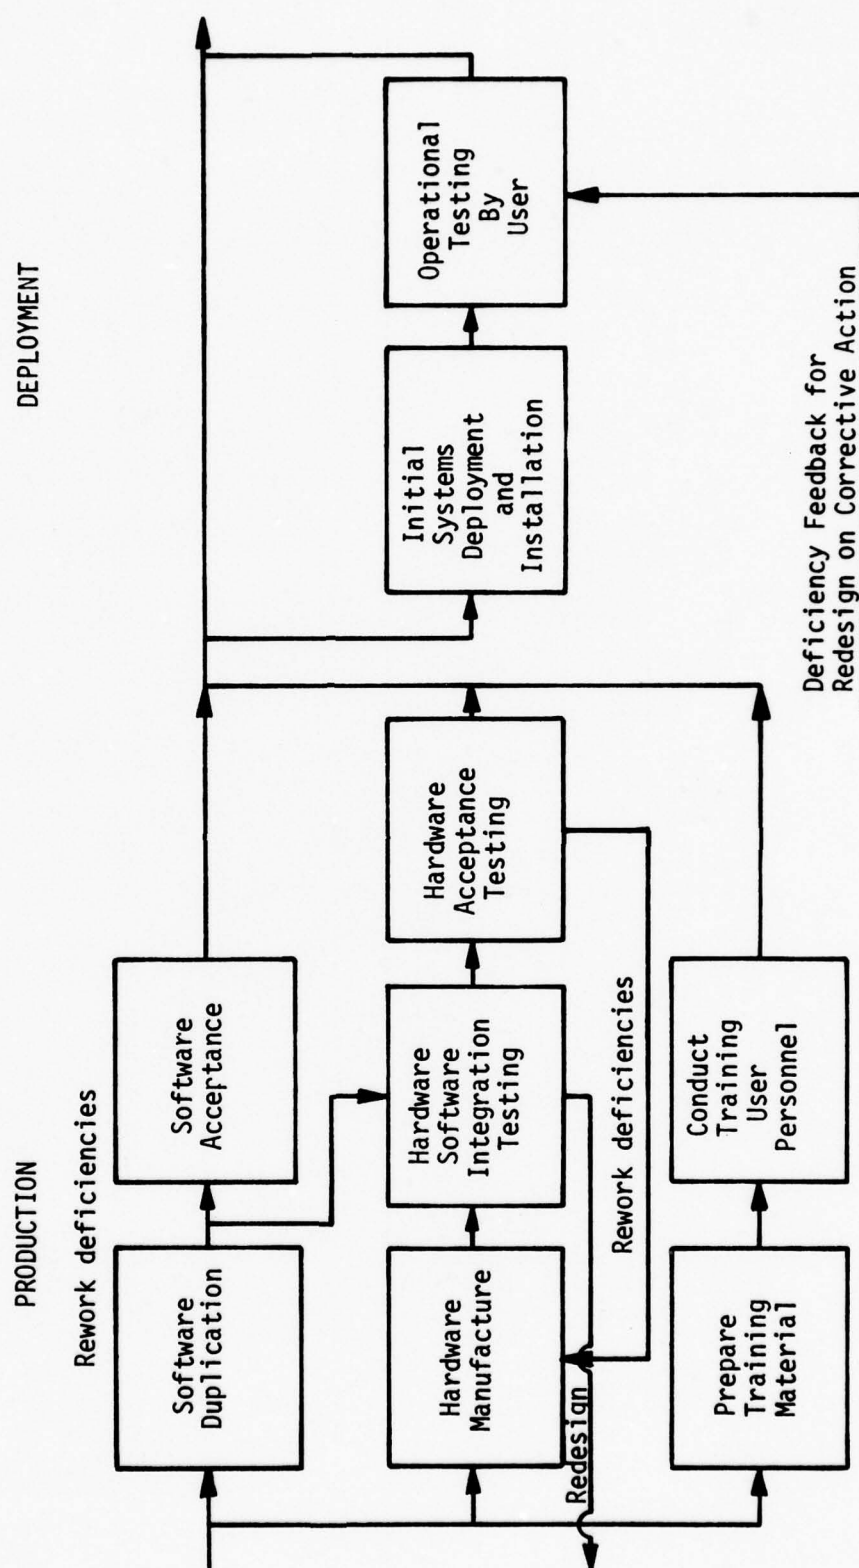 PRODUCTION
DEPLOYMENT
Rework deficiencies
Software
Duplication
Software
Acceptance
Hardware
Manufacture
Hardware
Software
Integration
Testing
Hardware
Acceptance
Testing
Initial
Systems
Deployment
and
Installation
Operational
Testing
By
User
Redesign
Rework deficiencies
Prepare
Training
Material
Conduct
Training
User
Personnel
Deficiency Feedback for
Redesign on Corrective Action